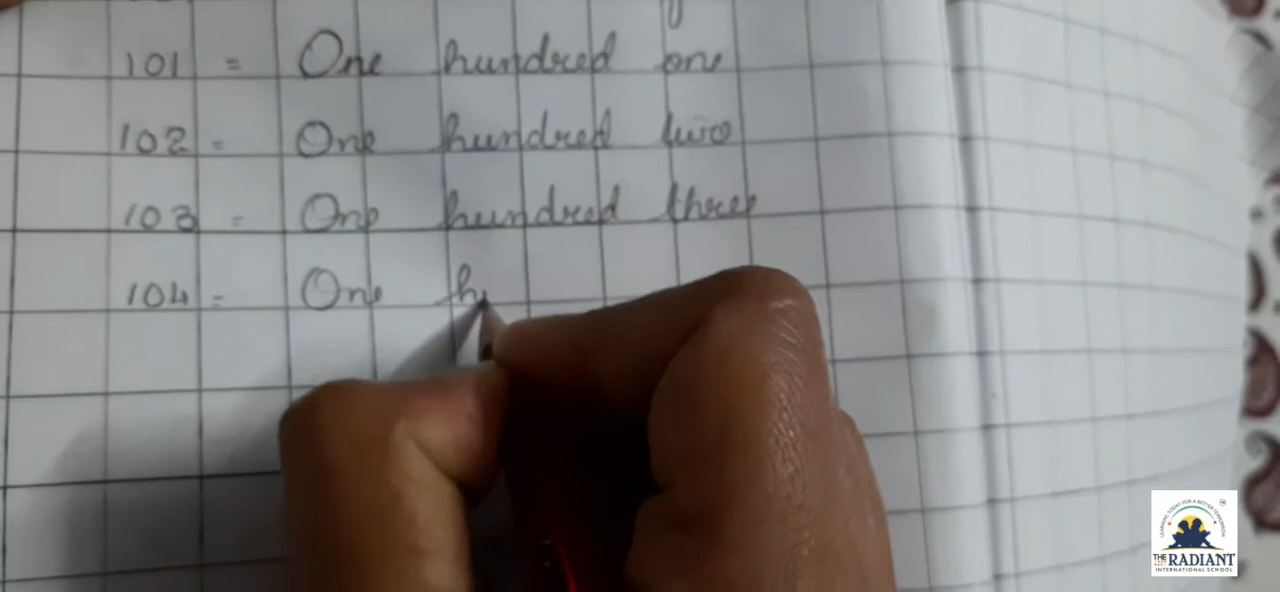 101 = One hundred one
102 = One hundred two
103 = One hundred three
104 = One h
THE RADIANT
INTERNATIONAL SCHOOL